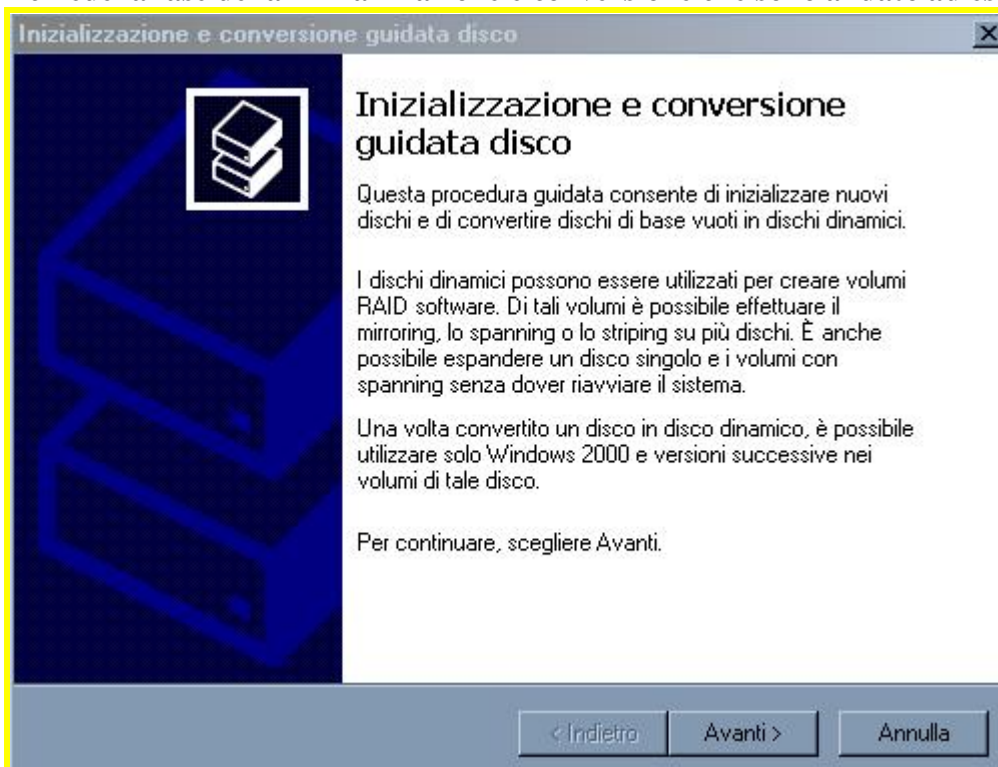 Inizializzazione e conversione guidata disco
Inizializzazione e conversione
guidata disco
Questa procedura guidata consente di inizializzare nuovi
dischi e di convertire dischi di base vuoti in dischi dinamici.
I dischi dinamici possono essere utilizzati per creare volumi
RAID software. Di tali volumi è possibile effettuare il
mirroring, lo spanning o lo striping su più dischi. È anche
possibile espandere un disco singolo e i volumi con
spanning senza dover riavviare il sistema.
Una volta convertito un disco in disco dinamico, è possibile
utilizzare solo Windows 2000 e versioni successive nei
volumi di tale disco.
Per continuare, scegliere Avanti.
< Indietro
Avanti >
Annulla